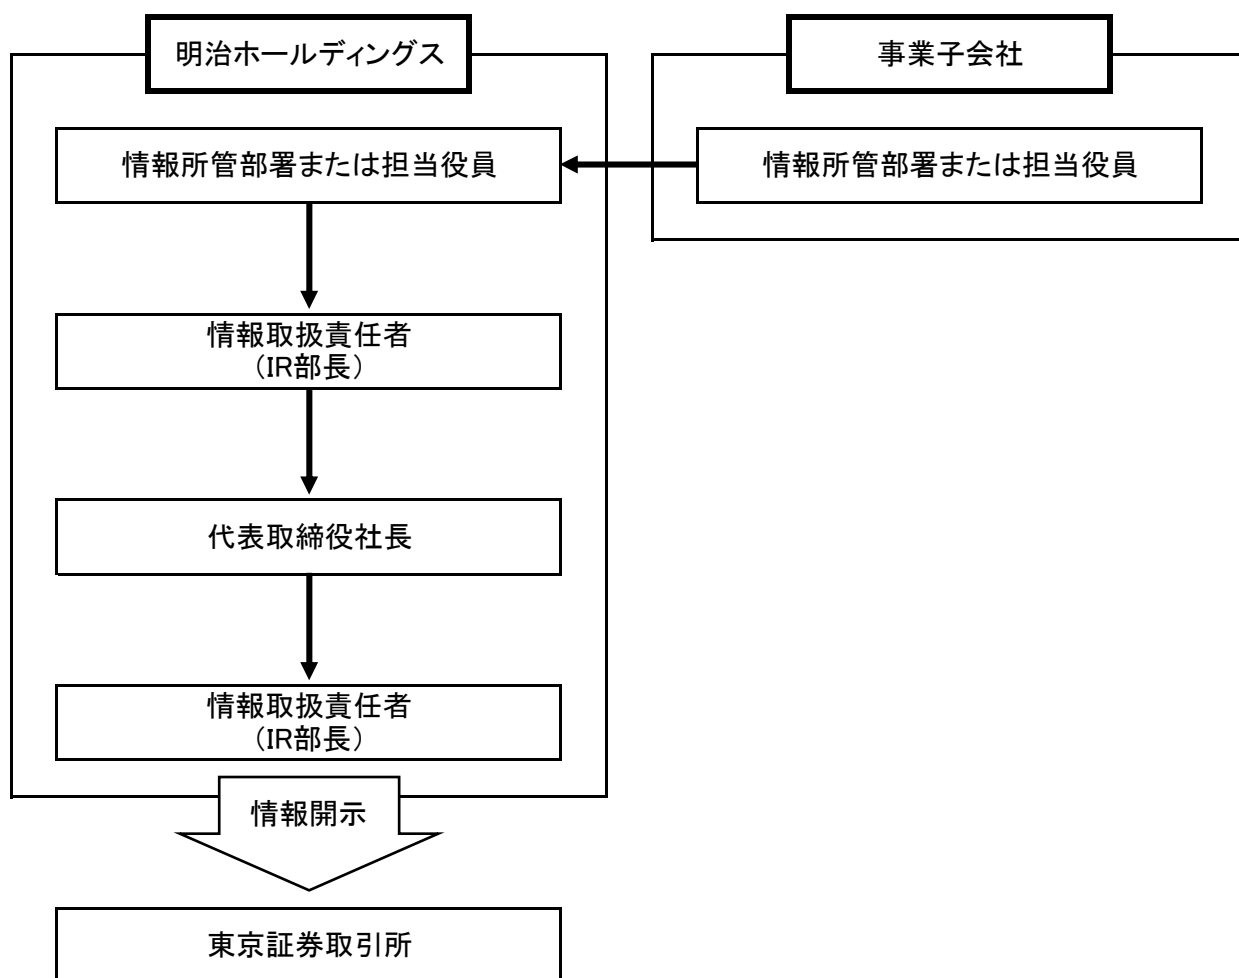 明治ホールディングス
事業子会社
情報所管部署または担当役員
情報所管部署または担当役員
情報取扱責任者
（IR部長）
代表取締役社長
情報取扱責任者
（IR部長）
情報開示
東京証券取引所